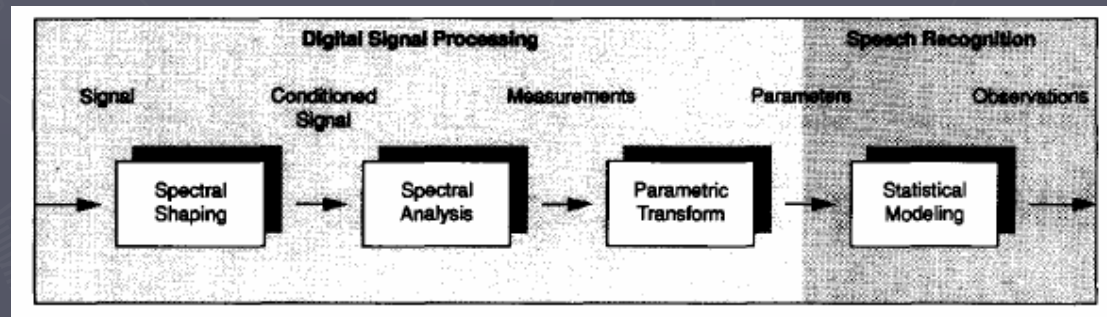 Digital Signal Processing
Speech Recognition
Signal
Conditioned
Signal
Measurements
Parameters
Observations
Spectral
Shaping
Spectral
Analysis
Parametric
Transform
Statistical
Modeling